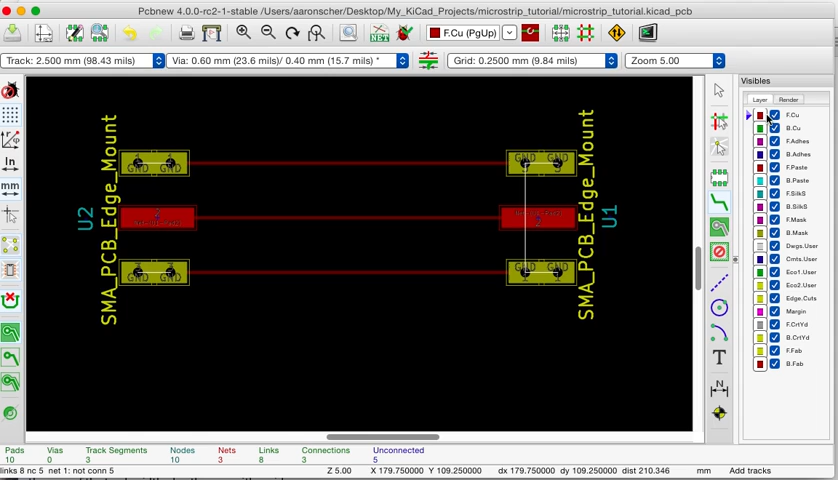 Pcbnew 4.0.0-rc2-1-stable /Users/aaronscher/Desktop/My_KiCad_Projects/microstrip_tutorial/microstrip_tutorial.kicad_pcb
NET
F.Cu (PgUp)
Track: 2.500 mm (98.43 mils)
Via: 0.60 mm (23.6 mils)/ 0.40 mm (15.7 mils) *
Grid: 0.2500 mm (9.84 mils)
Zoom 5.00
Visibles
Layer Render
F.Cu
B.Cu
F.Adhes
B.Adhes
F.Paste
B.Paste
F.SilkS
B.SilkS
F.Mask
B.Mask
Dwgs.User
Cmts.User
Eco1.User
Eco2.User
Edge.Cuts
Margin
F.CrtYd
B.CrtYd
F.Fab
B.Fab
In
mm
U2
SMA_PCB_Edge_Mount
GND GND
GND GND
GND GND
GND GND
SMA_PCB_Edge_Mount
U1
T
N
Pads Vias Track Segments Nodes Nets Links Connections Unconnected
10 0 3 10 3 8 3 5
links 8 nc 5 net 1: not conn 5
Z 5.00 X 179.750000 Y 109.250000 dx 179.750000 dy 109.250000 dist 210.346 mm Add tracks